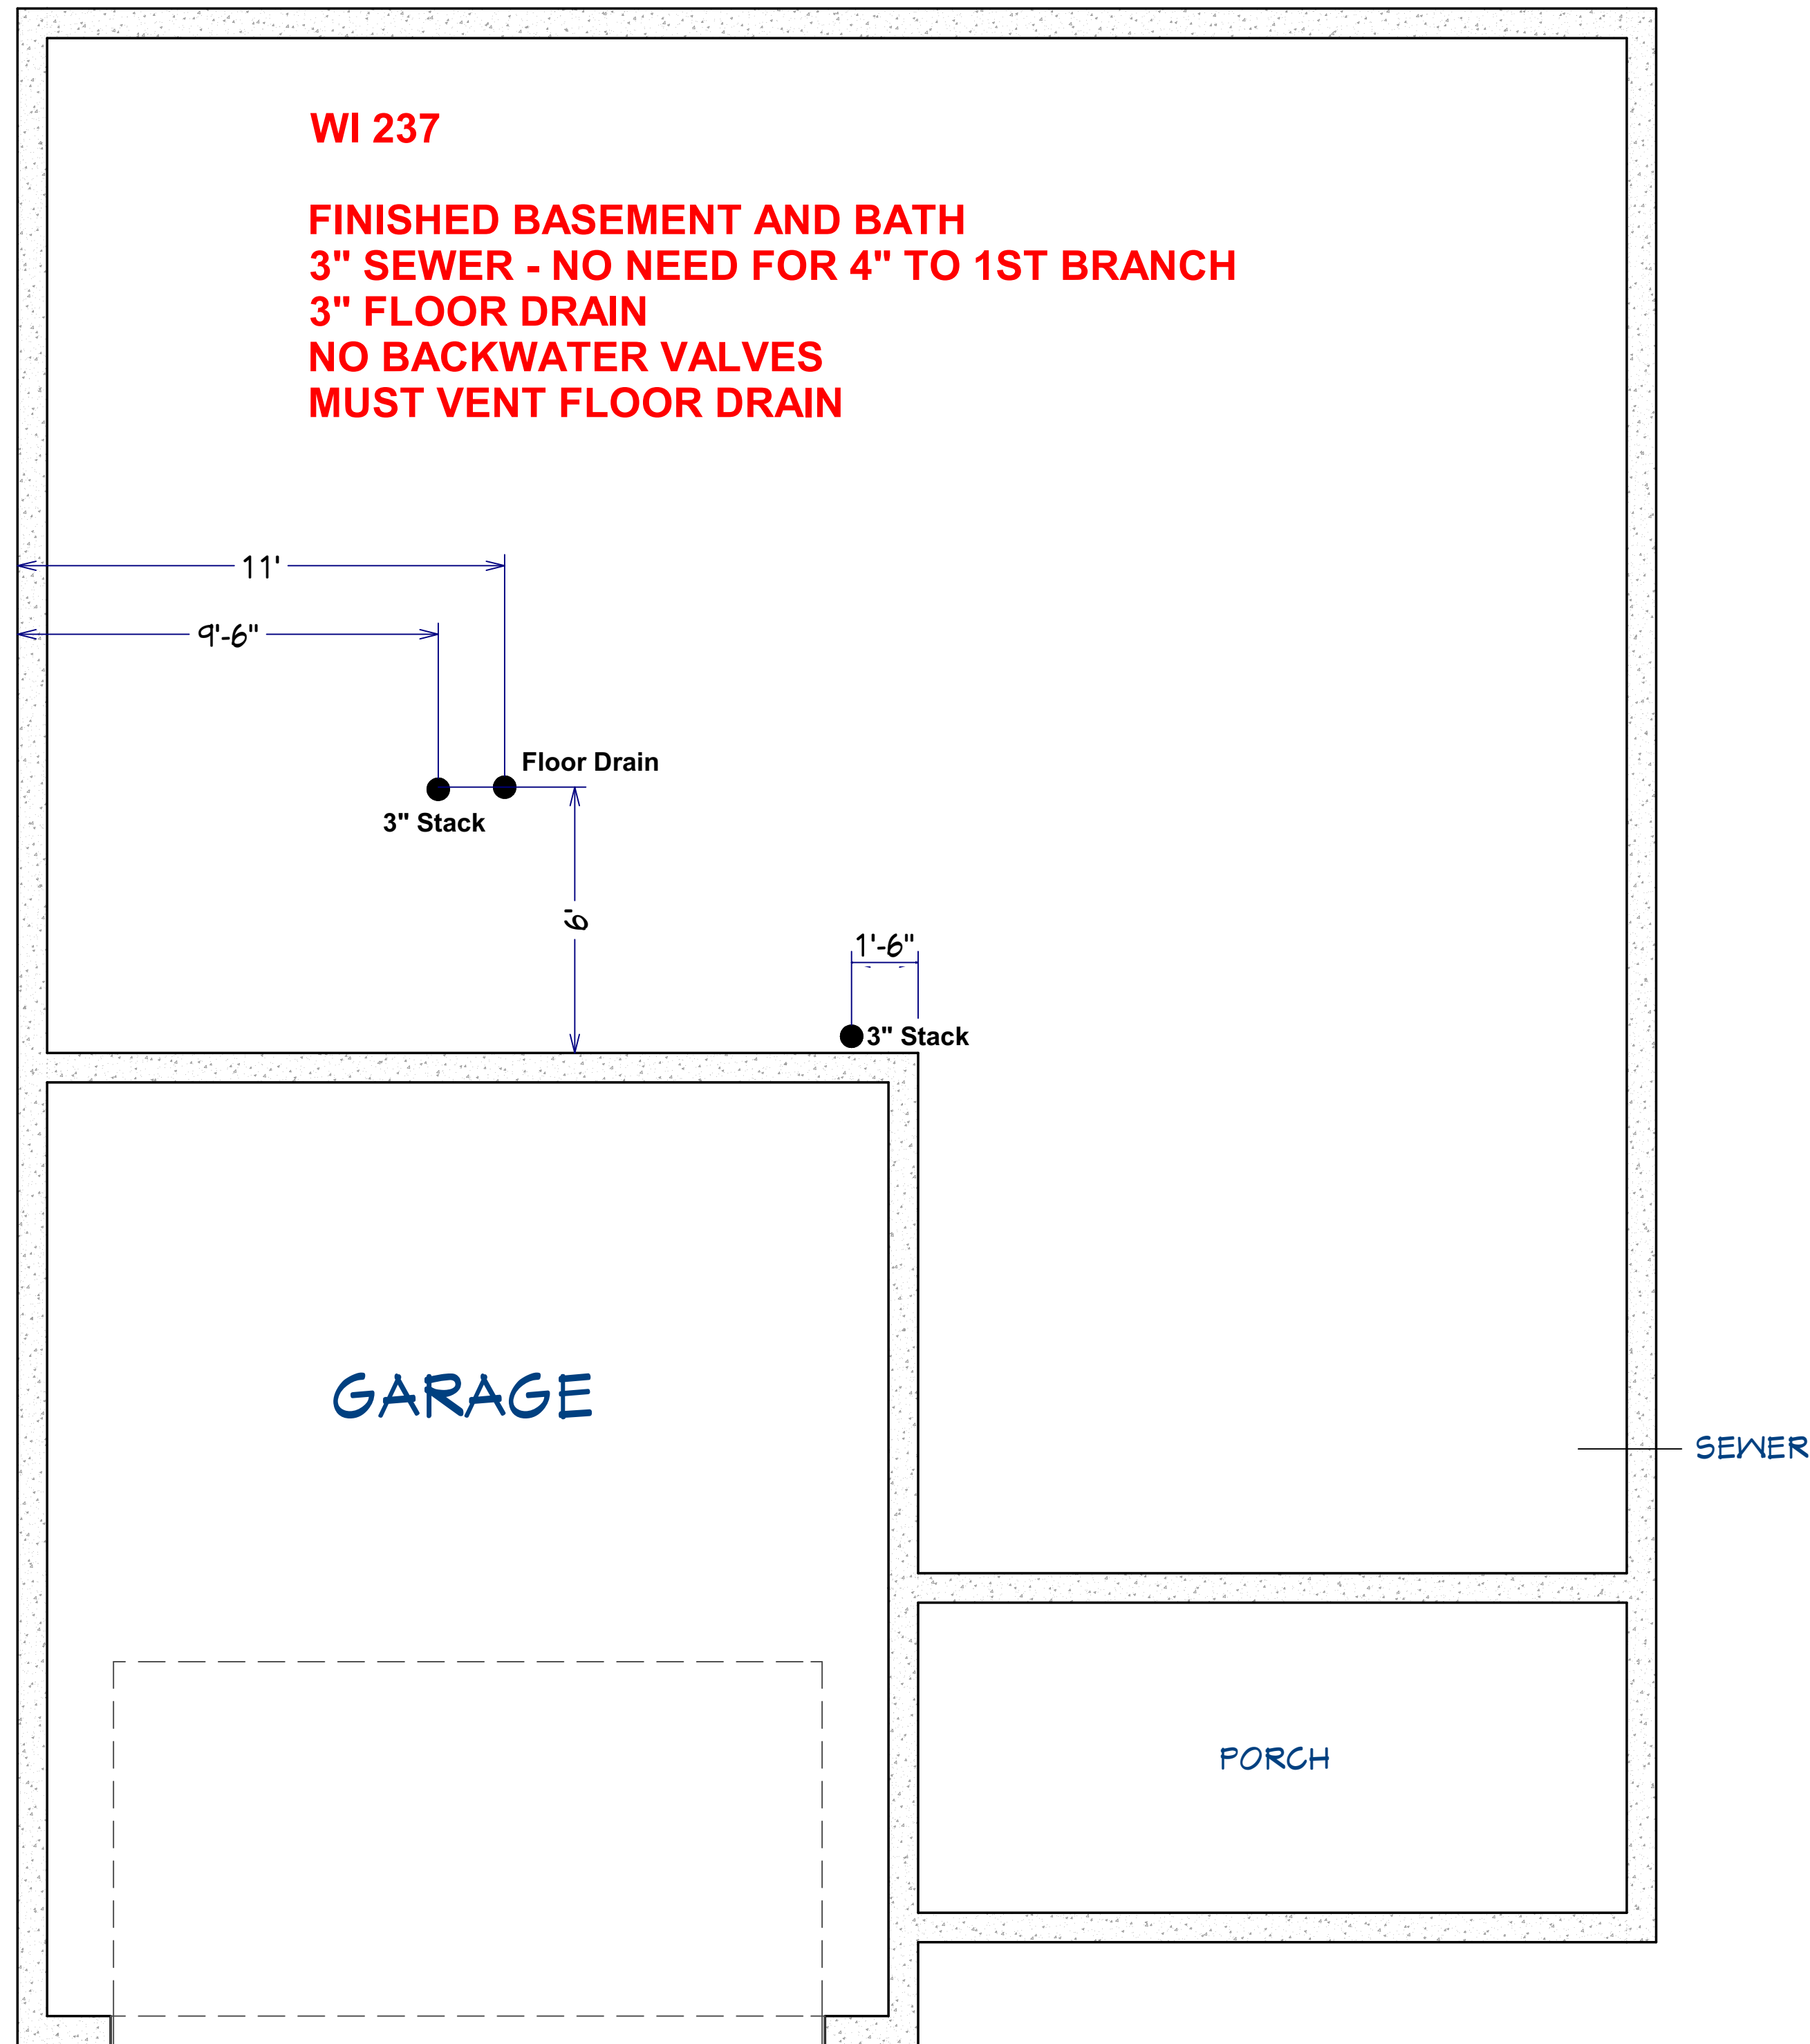 WI 237
FINISHED BASEMENT AND BATH
3" SEWER - NO NEED FOR 4" TO 1ST BRANCH
3" FLOOR DRAIN
NO BACKWATER VALVES
MUST VENT FLOOR DRAIN
11'
9'-6"
Floor Drain
3" Stack
6'
1'-6"
3" Stack
GARAGE
SEWER
PORCH